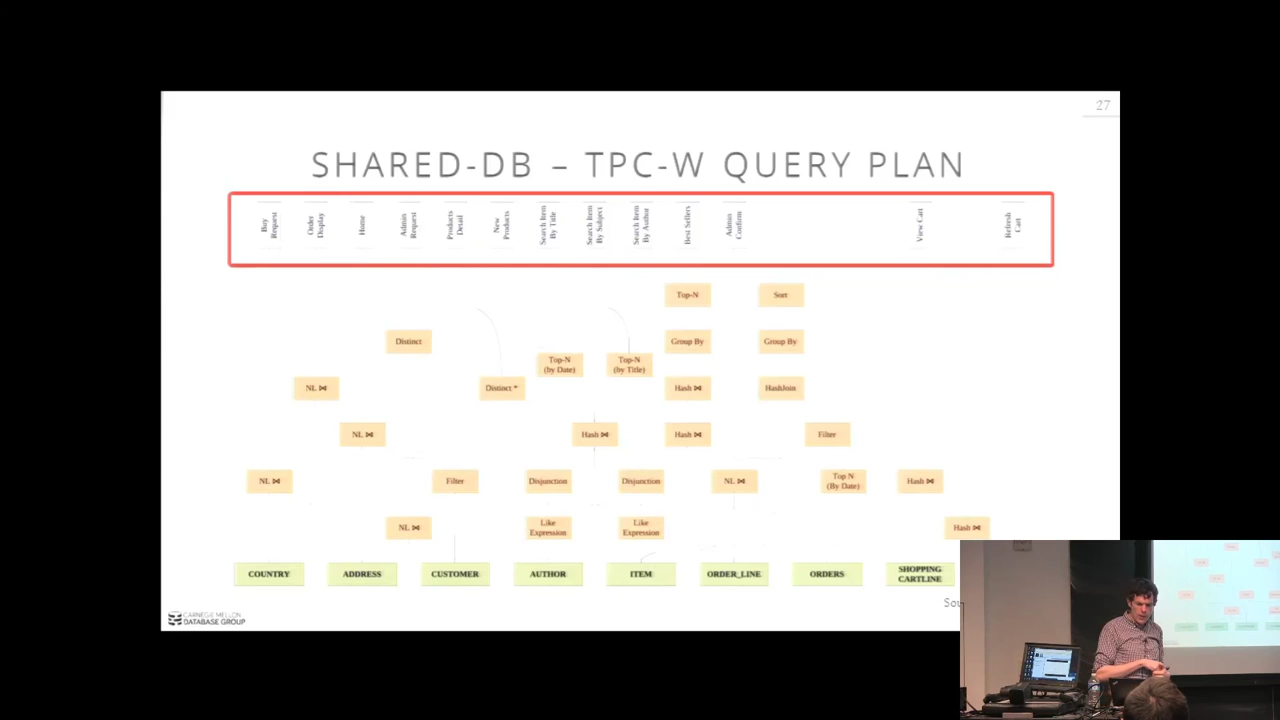 27
SHARED-DB – TPC-W QUERY PLAN
Buy
Request
Order
Display
Home
Admin
Request
Products
Detail
New
Products
Search Item
By Title
Search Item
By Subject
Search Item
By Author
Best Sellers
Admin
Confirm
View Cart
Refresh
Cart
Top-N
Sort
Distinct
Group By
Group By
Top-N
(by Date)
Top-N
(by Title)
NL ⋈
Distinct *
Hash ⋈
HashJoin
NL ⋈
Hash ⋈
Hash ⋈
Filter
NL ⋈
Filter
Disjunction
Disjunction
NL ⋈
Top N
(By Date)
Hash ⋈
NL ⋈
Like
Expression
Like
Expression
Hash ⋈
COUNTRY
ADDRESS
CUSTOMER
AUTHOR
ITEM
ORDER_LINE
ORDERS
SHOPPING
CARTLINE
CARNEGIE MELLON
DATABASE GROUP